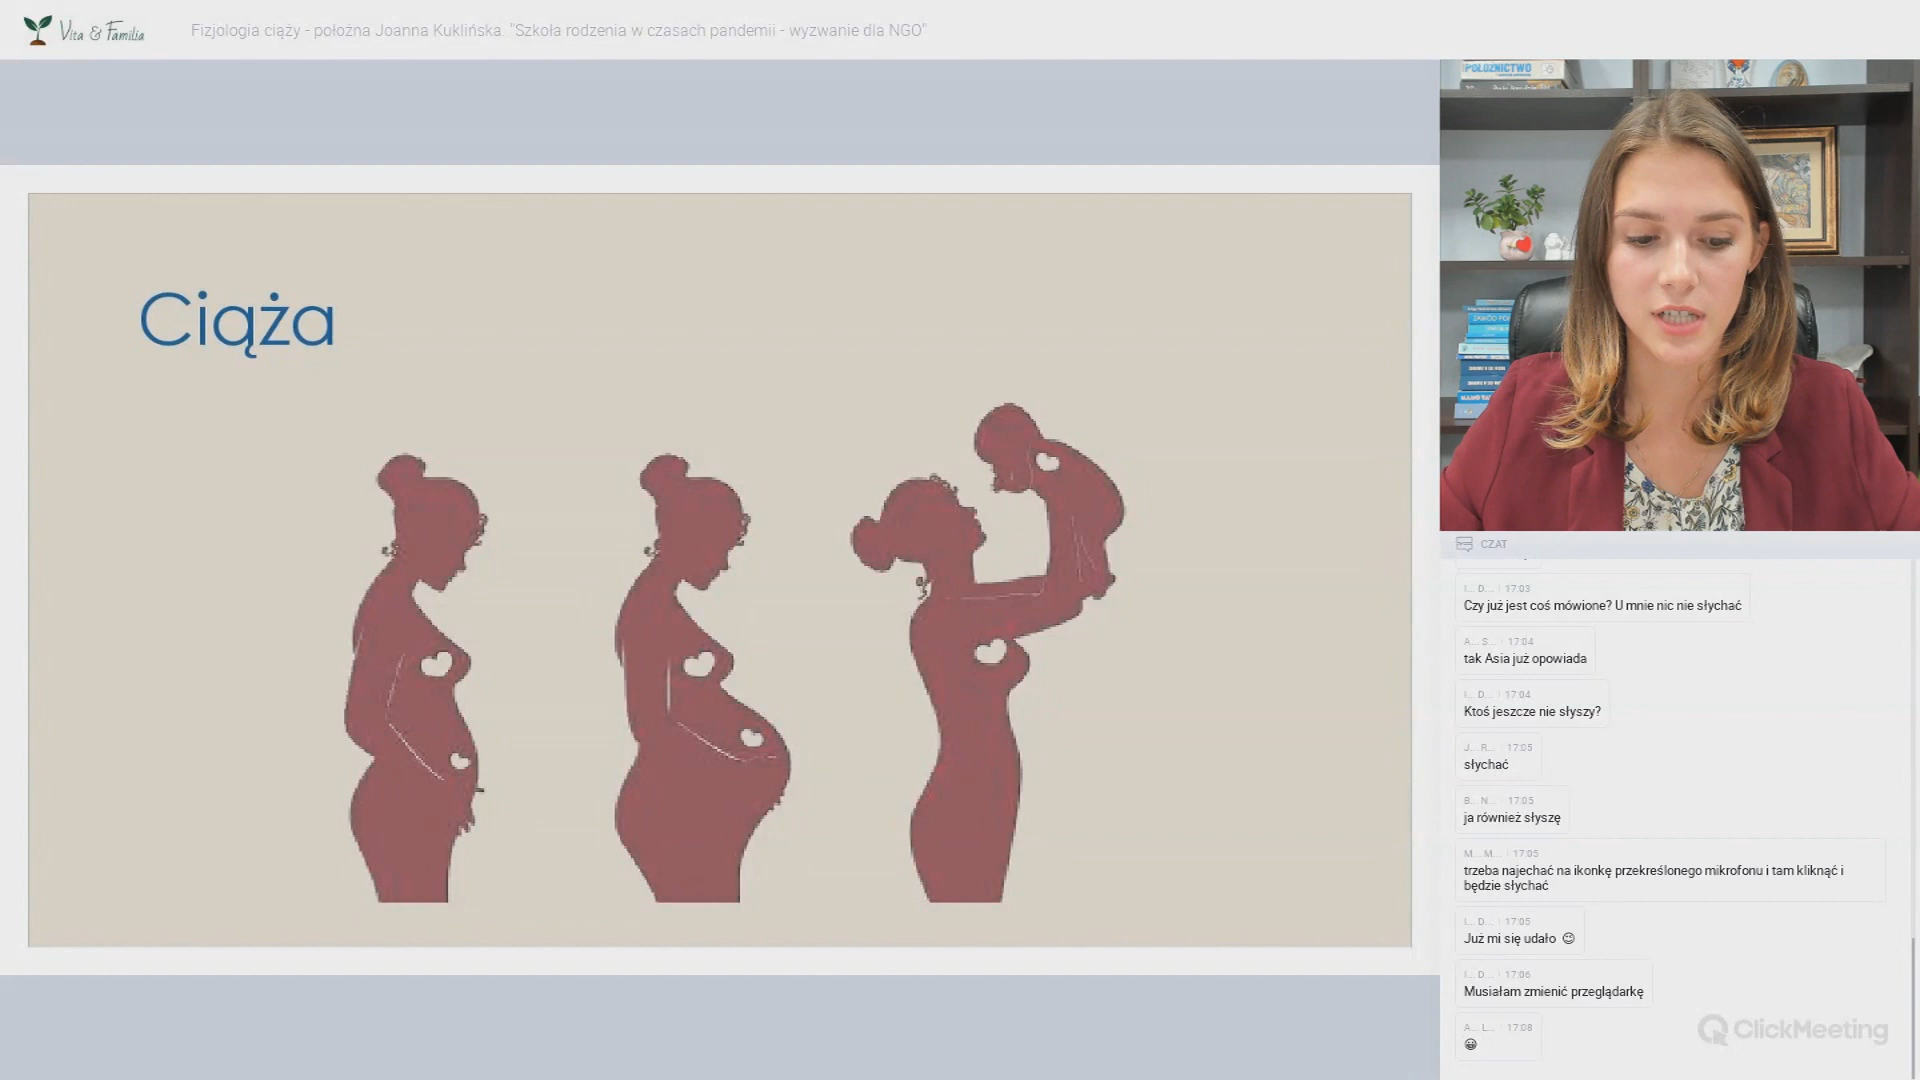 Vita & Familia
Fizjologia ciąży - położna Joanna Kuklińska. "Szkoła rodzenia w czasach pandemii - wyzwanie dla NGO"
Ciąża
POŁOŻNICTWO
CZAT
I... D... | 17:03
Czy już jest coś mówione? U mnie nic nie słychać
A... S... | 17:04
tak Asia już opowiada
I... D... | 17:04
Ktoś jeszcze nie słyszy?
J... R... | 17:05
słychać
B... N... | 17:05
ja również słyszę
M... M... | 17:05
trzeba najechać na ikonkę przekreślonego mikrofonu i tam kliknąć i
będzie słychać
I... D... | 17:05
Już mi się udało 😉
I... D... | 17:06
Musiałam zmienić przeglądarkę
A... L... | 17:08
😀
ClickMeeting